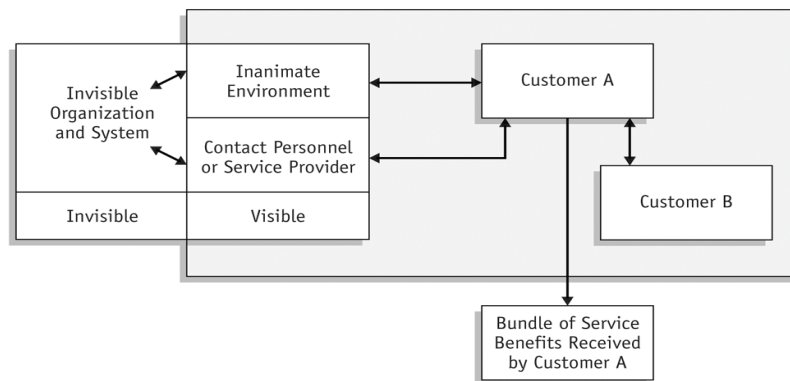 Invisible
Organization
and System
Inanimate
Environment
Contact Personnel
or Service Provider
Invisible
Visible
Customer A
Customer B
Bundle of Service
Benefits Received
by Customer A